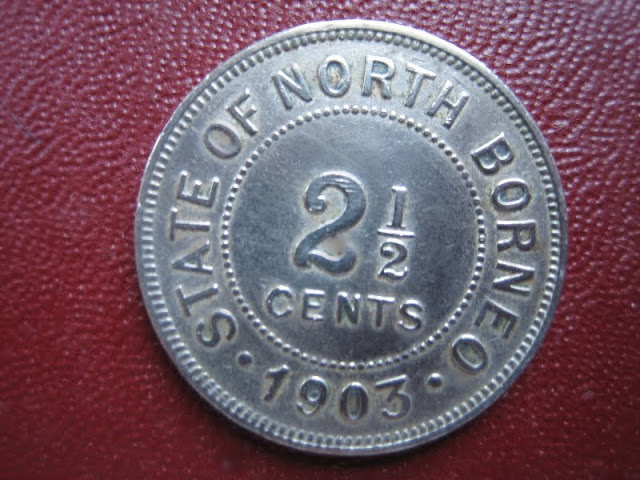 STATE OF NORTH BORNEO
2 1/2
CENTS
• 1903 •